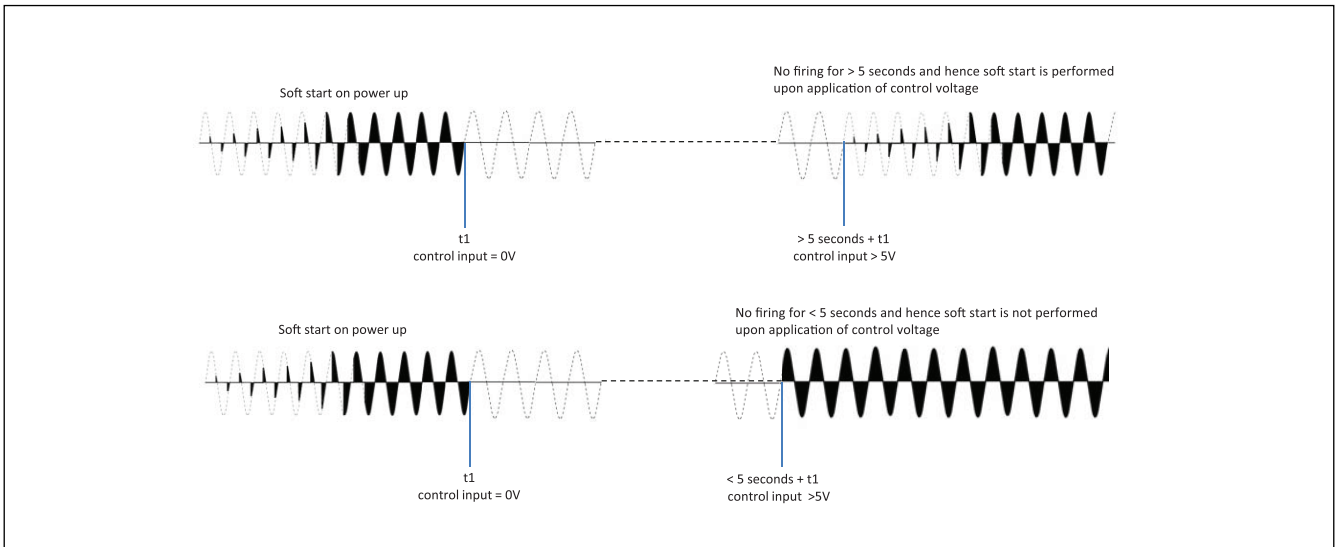 No firing for > 5 seconds and hence soft start is performed
upon application of control voltage
Soft start on power up
t1
control input = 0V
> 5 seconds + t1
control input > 5V
No firing for < 5 seconds and hence soft start is not performed
upon application of control voltage
Soft start on power up
t1
control input = 0V
< 5 seconds + t1
control input >5V